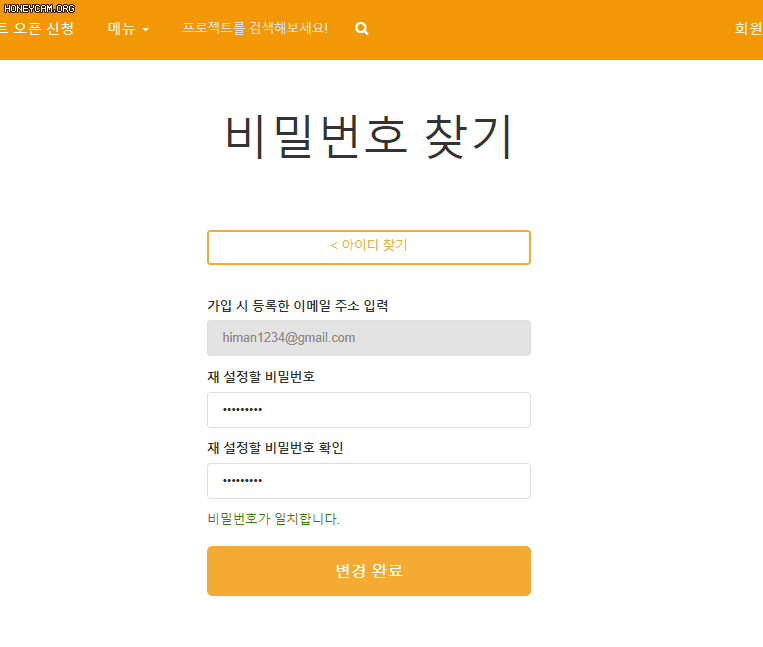 HONEYCAM.ORG
트 오픈 신청 메뉴 프로젝트를 검색해보세요! 회원
비밀번호 찾기
< 아이디 찾기
가입 시 등록한 이메일 주소 입력
himan1234@gmail.com
재 설정할 비밀번호
•••••••••
재 설정할 비밀번호 확인
•••••••••
비밀번호가 일치합니다.
변경 완료